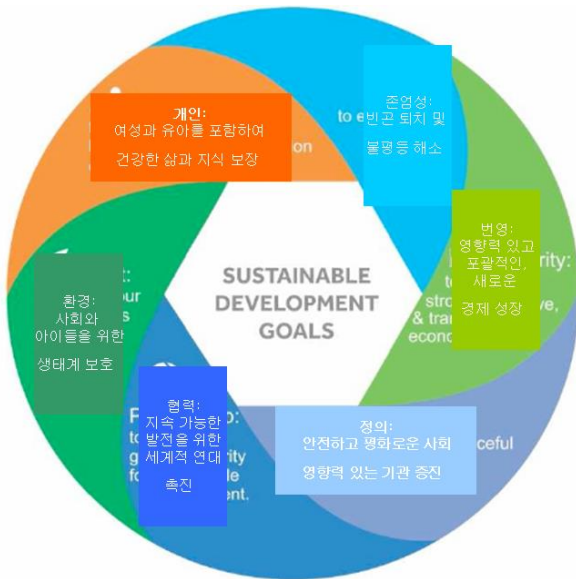 개인:
여성과 유아를 포함하여
건강한 삶과 지식 보장
존엄성:
빈곤 퇴치 및
불평등 해소
번영:
영향력 있고
포괄적인,
새로운
경제 성장
정의:
안전하고 평화로운 사회
영향력 있는 기관 증진
협력:
지속 가능한
발전을 위한
세계적 연대
촉진
환경:
사회와
아이들을 위한
생태계 보호
SUSTAINABLE
DEVELOPMENT
GOALS